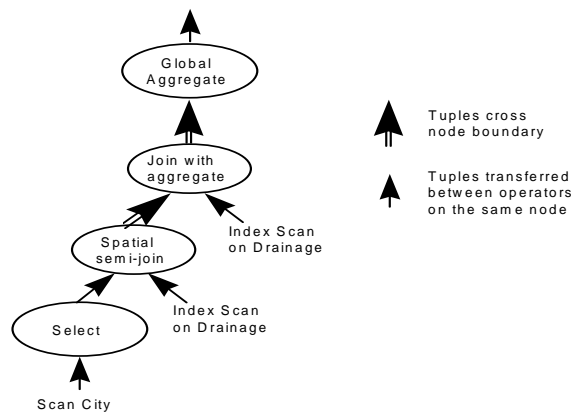 Global
Aggregate
Tuples cross
node boundary
Join with
aggregate
Tuples transferred
between operators
on the same node
Spatial
semi-join
Index Scan
on Drainage
Index Scan
on Drainage
Select
Scan City